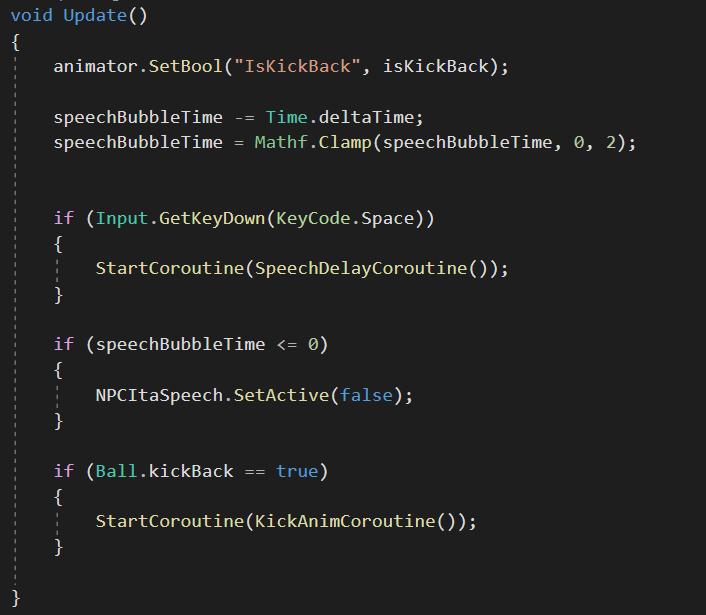 void Update()
{
animator.SetBool("IsKickBack", isKickBack);
speechBubbleTime -= Time.deltaTime;
speechBubbleTime = Mathf.Clamp(speechBubbleTime, 0, 2);
if (Input.GetKeyDown(KeyCode.Space))
{
StartCoroutine(SpeechDelayCoroutine());
}
if (speechBubbleTime <= 0)
{
NPCItaSpeech.SetActive(false);
}
if (Ball.kickBack == true)
{
StartCoroutine(KickAnimCoroutine());
}
}